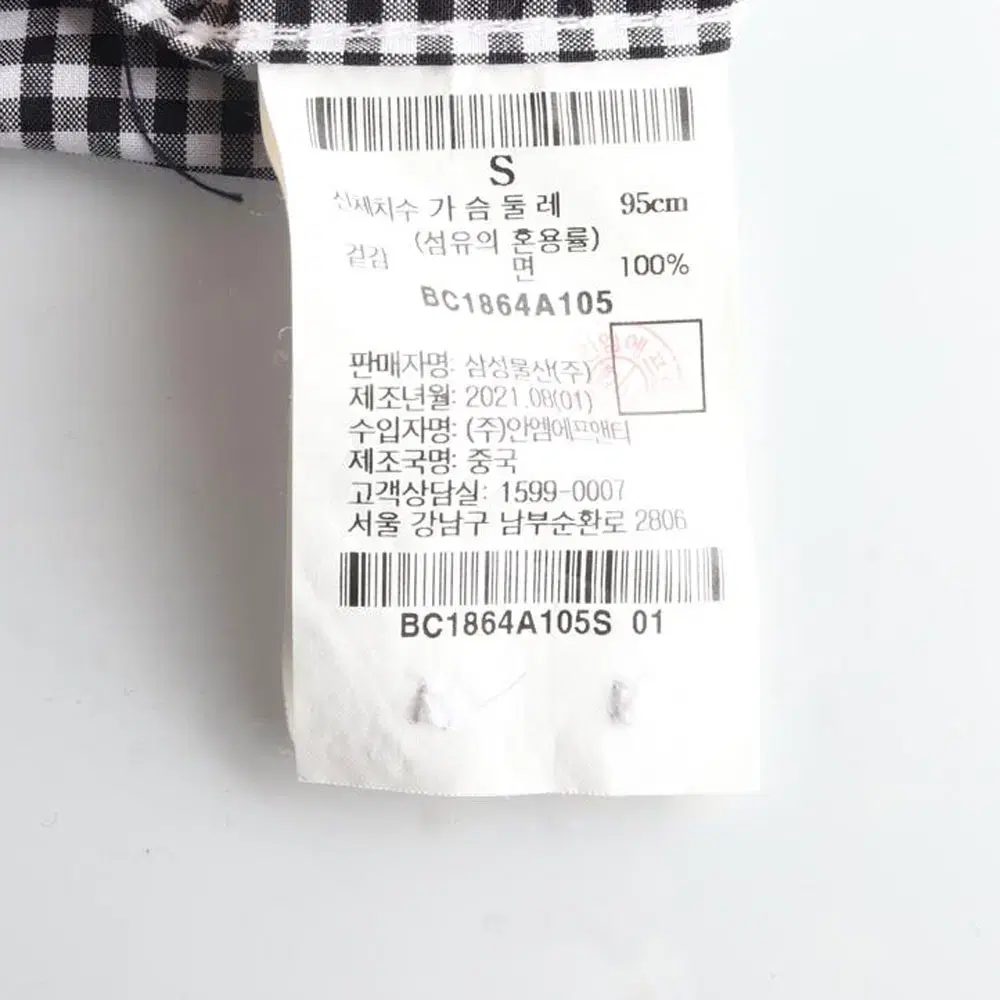 S
신체치수 가슴둘레 95cm
(섬유의 혼용률)
겉감 면 100%
BC1864A105
판매자명: 삼성물산(주)
제조년월: 2021.08(01)
수입자명: (주)안엠에프앤티
제조국명: 중국
고객상담실: 1599-0007
서울 강남구 남부순환로 2806
BC1864A105S 01